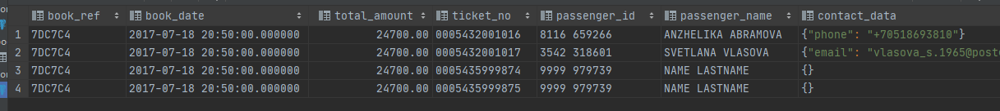 book_ref book_date total_amount ticket_no passenger_id passenger_name contact_data
1 7DC7C4 2017-07-18 20:50:00.000000 24700.00 0005432001016 8116 659266 ANZHELIKA ABRAMOVA {"phone": "+70518693810"}
2 7DC7C4 2017-07-18 20:50:00.000000 24700.00 0005432001017 3542 318601 SVETLANA VLASOVA {"email": "vlasova_s.1965@poste
3 7DC7C4 2017-07-18 20:50:00.000000 24700.00 0005435999874 9999 979739 NAME LASTNAME {}
4 7DC7C4 2017-07-18 20:50:00.000000 24700.00 0005435999875 9999 979739 NAME LASTNAME {}